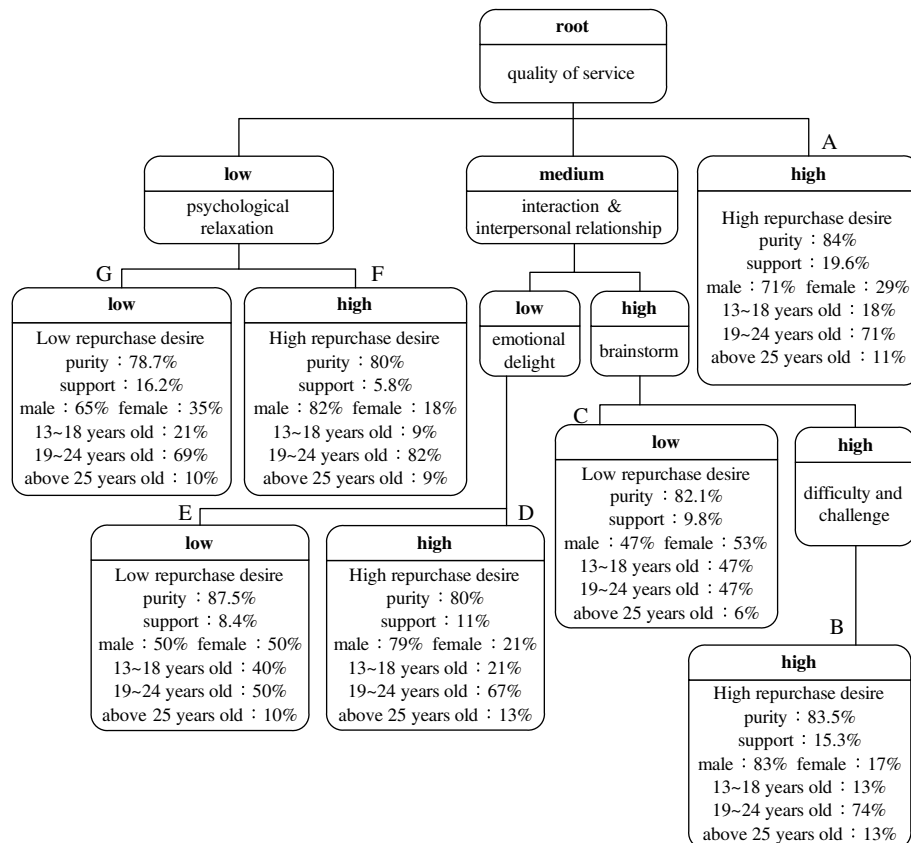 root
quality of service
A
low
psychological
relaxation
medium
interaction &
interpersonal relationship
high
High repurchase desire
purity：84%
support：19.6%
male：71% female：29%
13~18 years old：18%
19~24 years old：71%
above 25 years old：11%
G
F
low
Low repurchase desire
purity：78.7%
support：16.2%
male：65% female：35%
13~18 years old：21%
19~24 years old：69%
above 25 years old：10%
high
High repurchase desire
purity：80%
support：5.8%
male：82% female：18%
13~18 years old：9%
19~24 years old：82%
above 25 years old：9%
low
emotional
delight
high
brainstorm
C
low
Low repurchase desire
purity：82.1%
support：9.8%
male：47% female：53%
13~18 years old：47%
19~24 years old：47%
above 25 years old：6%
high
difficulty and
challenge
E
D
low
Low repurchase desire
purity：87.5%
support：8.4%
male：50% female：50%
13~18 years old：40%
19~24 years old：50%
above 25 years old：10%
high
High repurchase desire
purity：80%
support：11%
male：79% female：21%
13~18 years old：21%
19~24 years old：67%
above 25 years old：13%
B
high
High repurchase desire
purity：83.5%
support：15.3%
male：83% female：17%
13~18 years old：13%
19~24 years old：74%
above 25 years old：13%